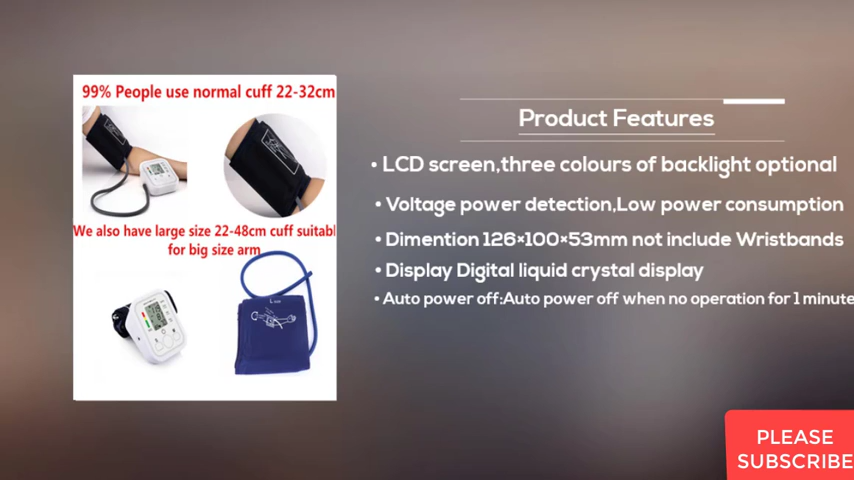 99% People use normal cuff 22-32cm
We also have large size 22-48cm cuff suitabl
for big size arm
Product Features
• LCD screen,three colours of backlight optional
• Voltage power detection,Low power consumption
• Dimention 126×100×53mm not include Wristbands
• Display Digital liquid crystal display
• Auto power off:Auto power off when no operation for 1 minute
PLEASE
SUBSCRIBE